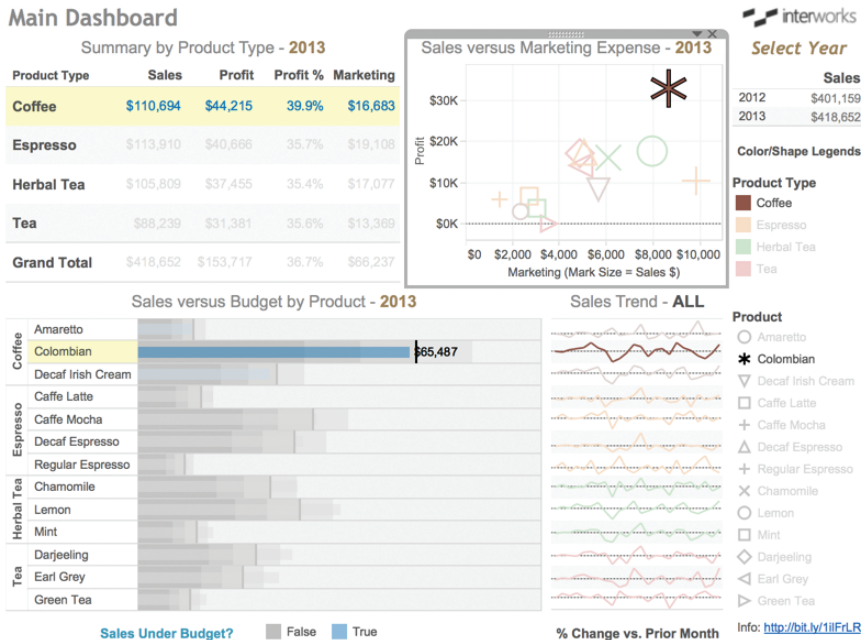 Main Dashboard
interworks
Summary by Product Type - 2013
Product Type Sales Profit Profit % Marketing
Coffee $110,694 $44,215 39.9% $16,683
Espresso $113,910 $40,666 35.7% $19,108
Herbal Tea $105,809 $37,455 35.4% $17,077
Tea $88,239 $31,381 35.6% $13,369
Grand Total $418,652 $153,717 36.7% $66,237
Sales versus Marketing Expense - 2013
Profit
$30K
$20K
$10K
$0K
$0 $2,000 $4,000 $6,000 $8,000 $10,000
Marketing (Mark Size = Sales $)
Select Year
Sales
2012 $401,159
2013 $418,652
Color/Shape Legends
Product Type
Coffee
Espresso
Herbal Tea
Tea
Sales versus Budget by Product - 2013
Sales Trend - ALL
Coffee
Amaretto
Colombian $65,487
Decaf Irish Cream
Espresso
Caffe Latte
Caffe Mocha
Decaf Espresso
Regular Espresso
Herbal Tea
Chamomile
Lemon
Mint
Tea
Darjeeling
Earl Grey
Green Tea
Sales Under Budget? False True
% Change vs. Prior Month
Product
Amaretto
Colombian
Decaf Irish Cream
Caffe Latte
Caffe Mocha
Decaf Espresso
Regular Espresso
Chamomile
Lemon
Mint
Darjeeling
Earl Grey
Green Tea